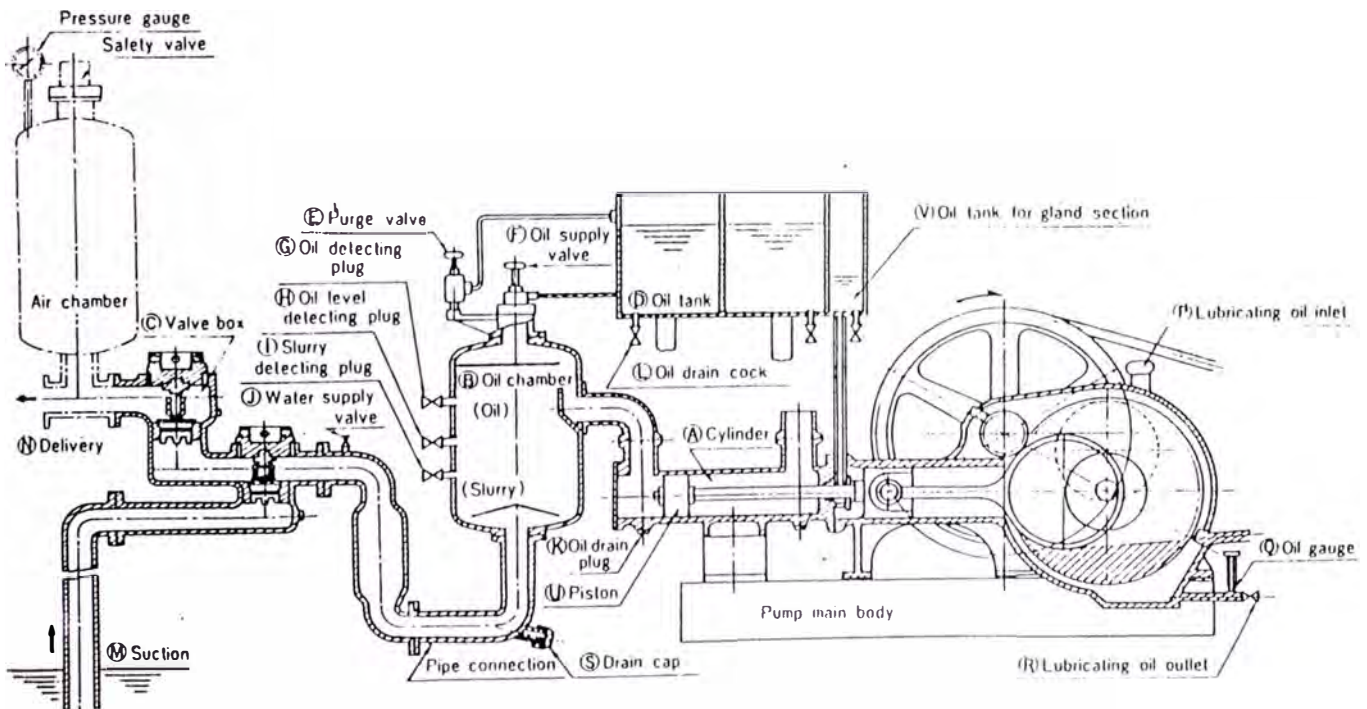 Pressure gauge
Safety valve
Air chamber
Ⓒ Valve box
Ⓔ Purge valve
Ⓖ Oil detecting
plug
Ⓗ Oil level
detecting plug
Ⓘ Slurry
detecting plug
Ⓙ Water supply
valve
Ⓕ Oil supply
valve
Ⓓ Oil tank
Ⓥ Oil tank for gland section
Ⓛ Oil drain cock
Ⓟ Lubricating oil inlet
Ⓑ Oil chamber
(Oil)
(Slurry)
Ⓐ Cylinder
Ⓝ Delivery
Ⓚ Oil drain
plug
Ⓤ Piston
Pump main body
Ⓠ Oil gauge
Ⓜ Suction
Pipe connection
Ⓢ Drain cap
Ⓡ Lubricating oil outlet